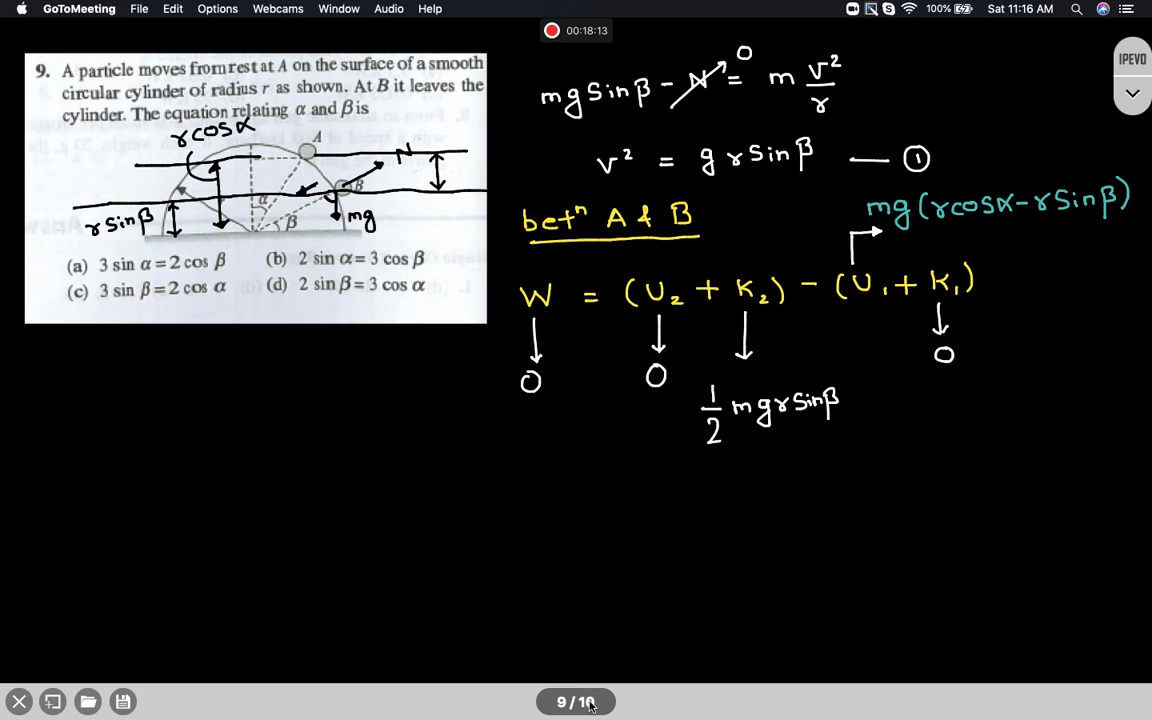 GoToMeeting File Edit Options Webcams Window Audio Help 100% Sat 11:16 AM
00:18:13
IPEVO
9. A particle moves from rest at A on the surface of a smooth
circular cylinder of radius r as shown. At B it leaves the
cylinder. The equation relating α and β is
r cos α
A
N
B
α
β
r sin β
mg
(a) 3 sin α = 2 cos β (b) 2 sin α = 3 cos β
(c) 3 sin β = 2 cos α (d) 2 sin β = 3 cos α
mg sin β - N = m v²/r
0
v² = g r sin β — ①
betⁿ A & B
mg(r cos α - r sin β)
W = (U₂ + K₂) - (U₁ + K₁)
0 0 0
1/2 mgr sin β
9 / 10